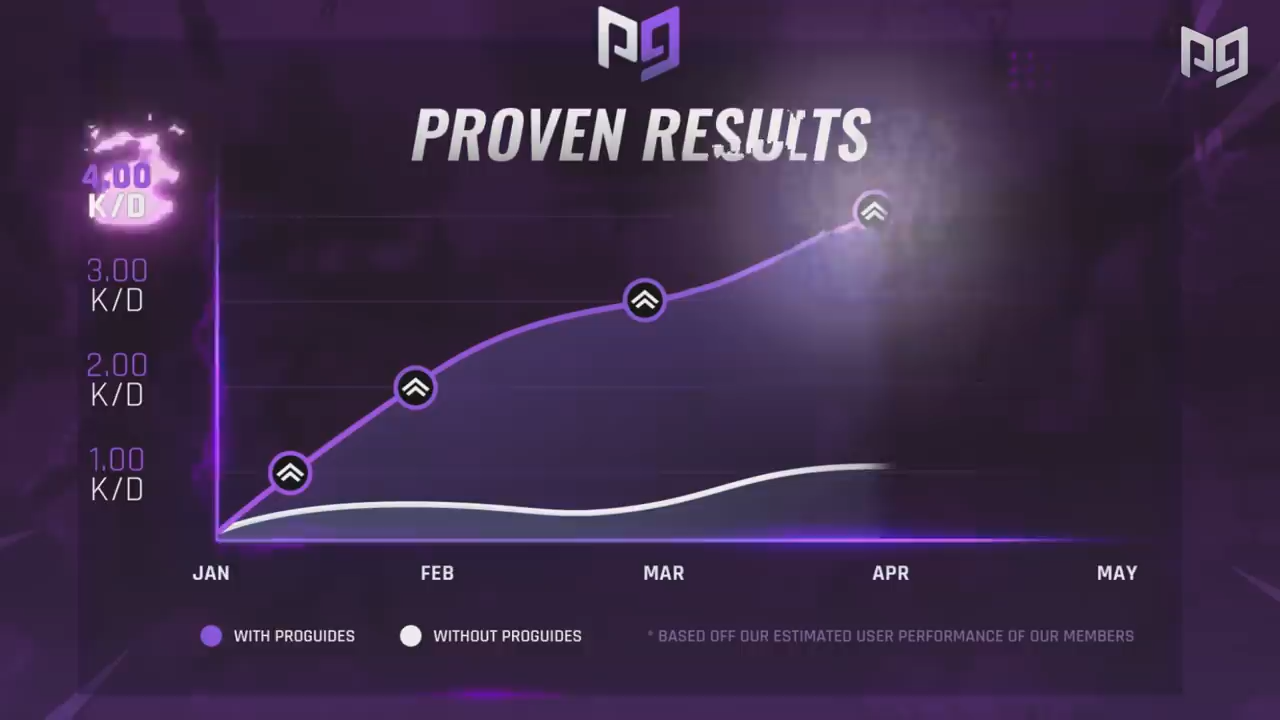 PG
PG
PROVEN RESULTS
4.00
K/D
3.00
K/D
2.00
K/D
1.00
K/D
JAN FEB MAR APR MAY
WITH PROGUIDES WITHOUT PROGUIDES * BASED OFF OUR ESTIMATED USER PERFORMANCE OF OUR MEMBERS